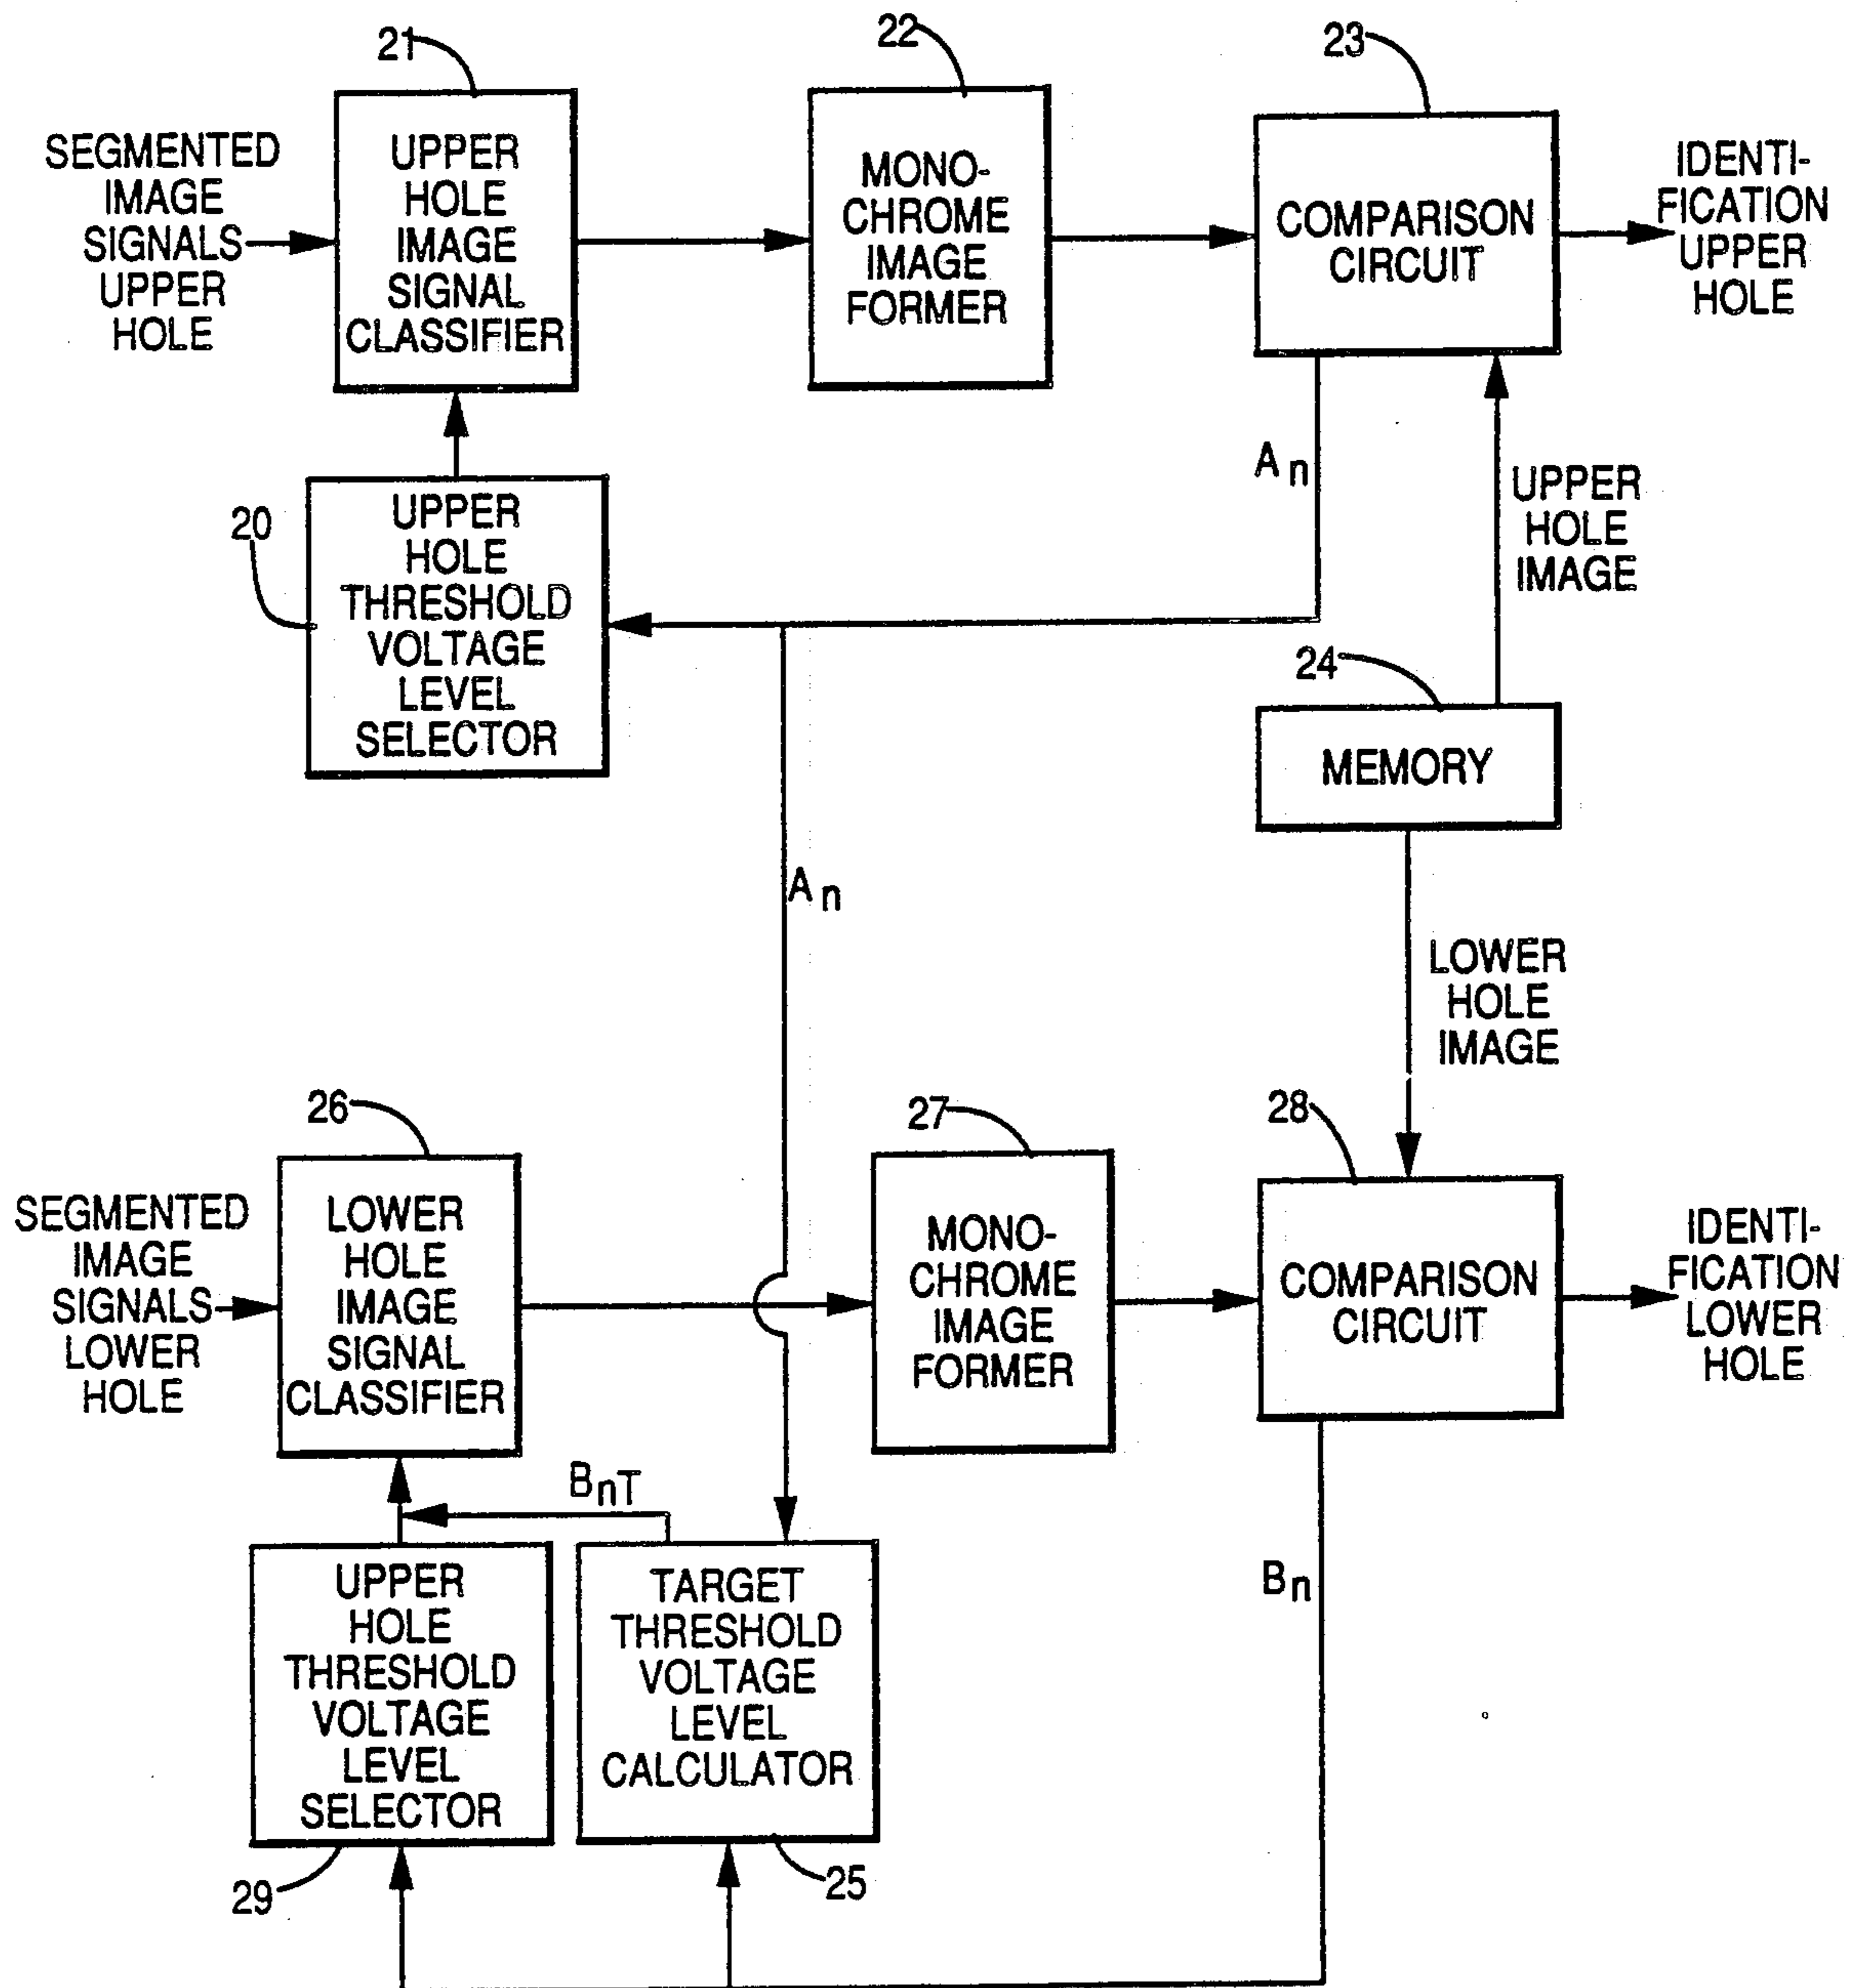 21
22
23
SEGMENTED
IMAGE
SIGNALS
UPPER
HOLE
UPPER
HOLE
IMAGE
SIGNAL
CLASSIFIER
MONO-
CHROME
IMAGE
FORMER
COMPARISON
CIRCUIT
IDENTI-
FICATION
UPPER
HOLE
20
UPPER
HOLE
THRESHOLD
VOLTAGE
LEVEL
SELECTOR
An
UPPER
HOLE
IMAGE
24
MEMORY
An
LOWER
HOLE
IMAGE
26
27
28
SEGMENTED
IMAGE
SIGNALS
LOWER
HOLE
LOWER
HOLE
IMAGE
SIGNAL
CLASSIFIER
MONO-
CHROME
IMAGE
FORMER
COMPARISON
CIRCUIT
IDENTI-
FICATION
LOWER
HOLE
BnT
UPPER
HOLE
THRESHOLD
VOLTAGE
LEVEL
SELECTOR
TARGET
THRESHOLD
VOLTAGE
LEVEL
CALCULATOR
Bn
29
25